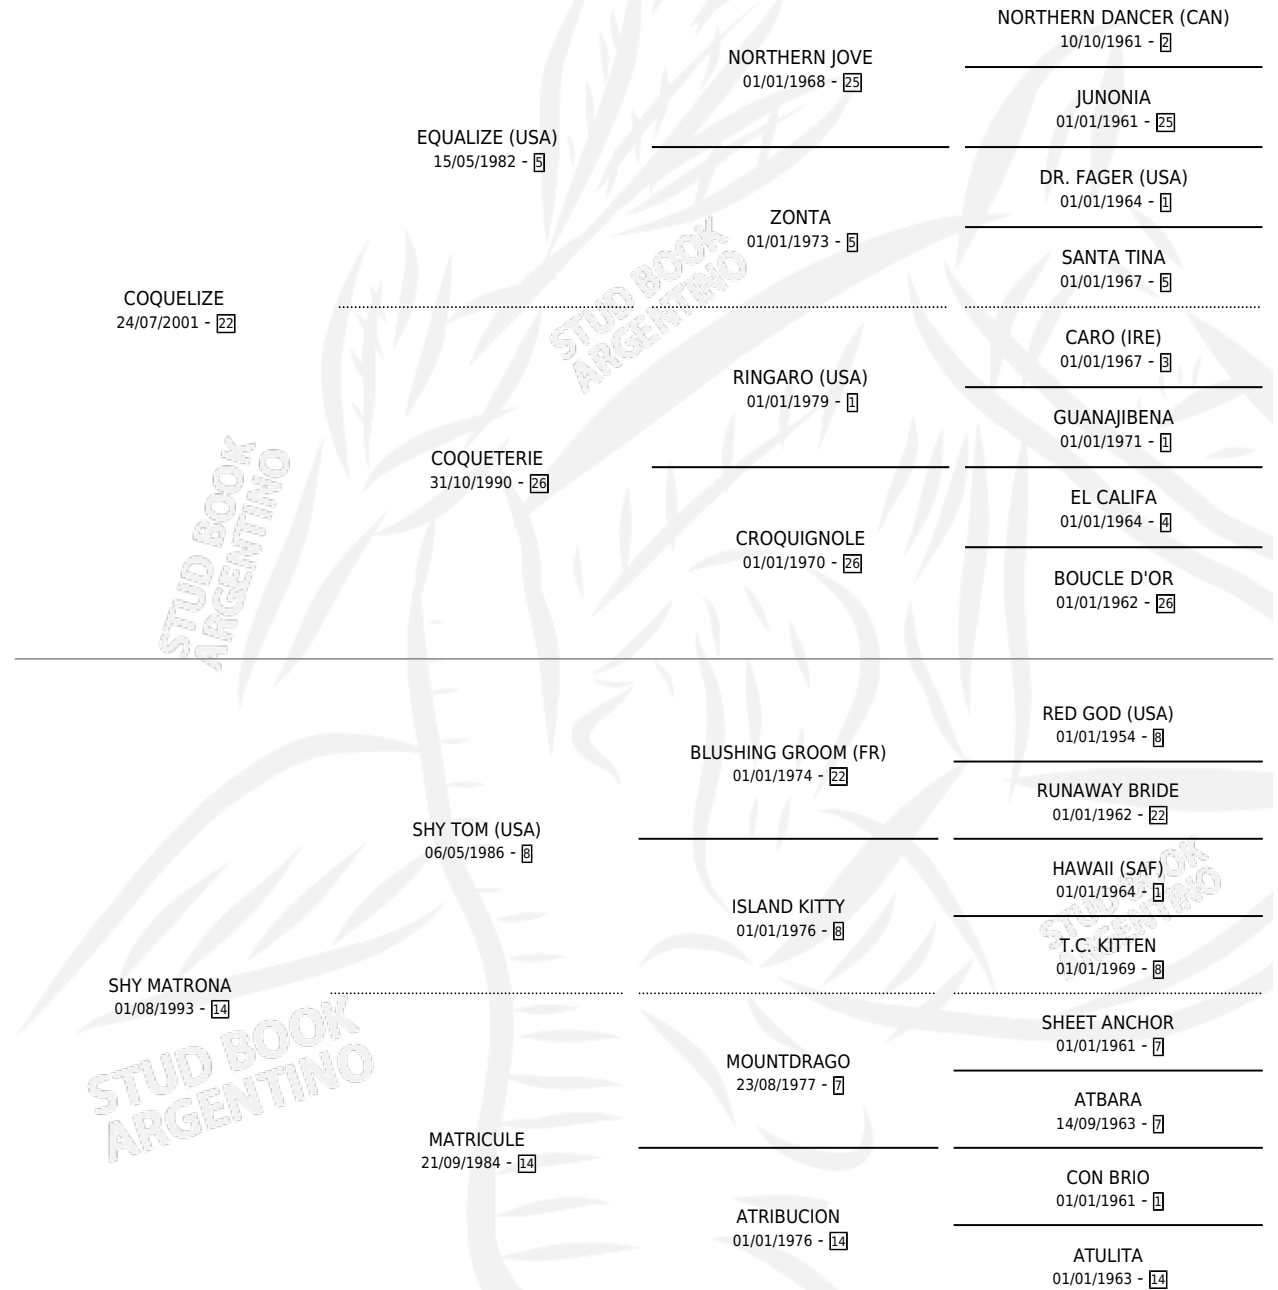 NORTHERN DANCER (CAN)
10/10/1961 - 2
NORTHERN JOVE
01/01/1968 - 25
JUNONIA
01/01/1961 - 25
EQUALIZE (USA)
15/05/1982 - 5
DR. FAGER (USA)
01/01/1964 - 1
ZONTA
01/01/1973 - 5
SANTA TINA
01/01/1967 - 5
COQUELIZE
24/07/2001 - 22
STUD BOOK
ARGENTINO
CARO (IRE)
01/01/1967 - 3
RINGARO (USA)
01/01/1979 - 1
GUANAJIBENA
01/01/1971 - 1
COQUETERIE
31/10/1990 - 26
EL CALIFA
01/01/1964 - 4
CROQUIGNOLE
01/01/1970 - 26
BOUCLE D'OR
01/01/1962 - 26
STUD BOOK
ARGENTINO
RED GOD (USA)
01/01/1954 - 8
BLUSHING GROOM (FR)
01/01/1974 - 22
RUNAWAY BRIDE
01/01/1962 - 22
SHY TOM (USA)
06/05/1986 - 8
HAWAII (SAF)
01/01/1964 - 1
STUD BOOK
ARGENTINO
ISLAND KITTY
01/01/1976 - 8
T.C. KITTEN
01/01/1969 - 8
SHY MATRONA
01/08/1993 - 14
STUD BOOK
ARGENTINO
SHEET ANCHOR
01/01/1961 - 7
MOUNTDRAGO
23/08/1977 - 7
ATBARA
14/09/1963 - 7
MATRICULE
21/09/1984 - 14
CON BRIO
01/01/1961 - 1
ATRIBUCION
01/01/1976 - 14
ATULITA
01/01/1963 - 14